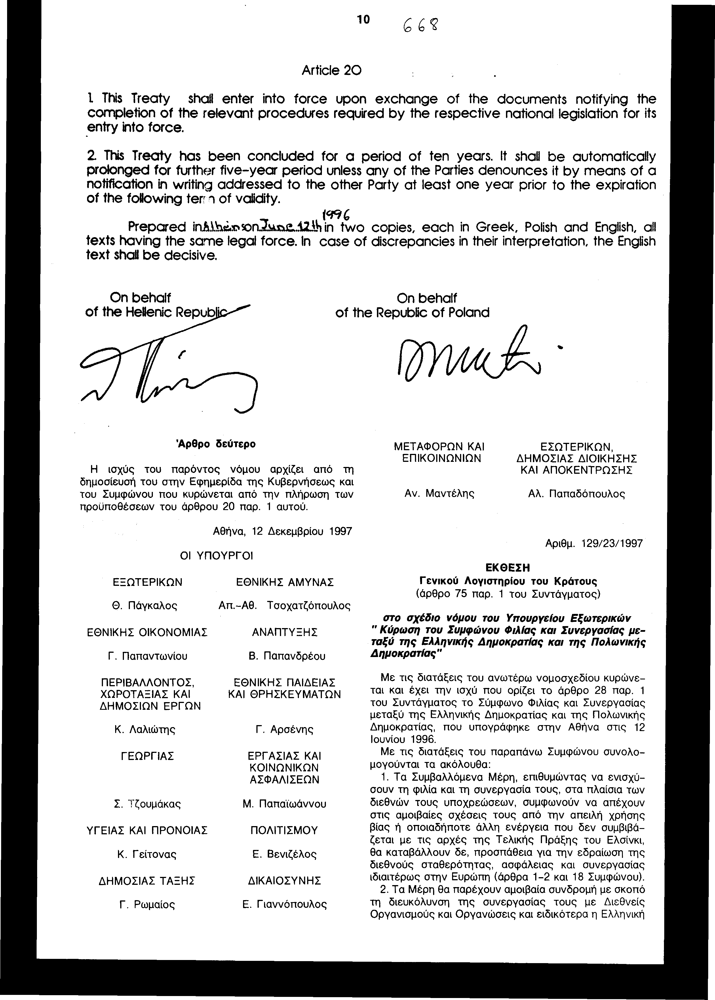 10
668
Article 20
1. This Treaty shall enter into force upon exchange of the documents notifying the
completion of the relevant procedures required by the respective national legislation for its
entry into force.
2. This Treaty has been concluded for a period of ten years. It shall be automatically
prolonged for further five-year period unless any of the Parties denounces it by means of a
notification in writing addressed to the other Party at least one year prior to the expiration
of the following term of validity.
1996
Prepared in Athens on June 12th in two copies, each in Greek, Polish and English, all
texts having the same legal force. In case of discrepancies in their interpretation, the English
text shall be decisive.
On behalf
of the Hellenic Republic
On behalf
of the Republic of Poland
Άρθρο δεύτερο
Η ισχύς του παρόντος νόμου αρχίζει από τη
δημοσίευσή του στην Εφημερίδα της Κυβερνήσεως και
του Συμφώνου που κυρώνεται από την πλήρωση των
προϋποθέσεων του άρθρου 20 παρ. 1 αυτού.
Αθήνα, 12 Δεκεμβρίου 1997
ΟΙ ΥΠΟΥΡΓΟΙ
ΕΞΩΤΕΡΙΚΩΝ ΕΘΝΙΚΗΣ ΑΜΥΝΑΣ
Θ. Πάγκαλος Απ.-Αθ. Τσοχατζόπουλος
ΕΘΝΙΚΗΣ ΟΙΚΟΝΟΜΙΑΣ ΑΝΑΠΤΥΞΗΣ
Γ. Παπαντωνίου Β. Παπανδρέου
ΠΕΡΙΒΑΛΛΟΝΤΟΣ, ΕΘΝΙΚΗΣ ΠΑΙΔΕΙΑΣ
ΧΩΡΟΤΑΞΙΑΣ ΚΑΙ ΚΑΙ ΘΡΗΣΚΕΥΜΑΤΩΝ
ΔΗΜΟΣΙΩΝ ΕΡΓΩΝ
Κ. Λαλιώτης Γ. Αρσένης
ΓΕΩΡΓΙΑΣ ΕΡΓΑΣΙΑΣ ΚΑΙ
ΚΟΙΝΩΝΙΚΩΝ
ΑΣΦΑΛΙΣΕΩΝ
Σ. Τζουμάκας Μ. Παπαϊωάννου
ΥΓΕΙΑΣ ΚΑΙ ΠΡΟΝΟΙΑΣ ΠΟΛΙΤΙΣΜΟΥ
Κ. Γείτονας Ε. Βενιζέλος
ΔΗΜΟΣΙΑΣ ΤΑΞΗΣ ΔΙΚΑΙΟΣΥΝΗΣ
Γ. Ρωμαίος Ε. Γιαννόπουλος
ΜΕΤΑΦΟΡΩΝ ΚΑΙ ΕΣΩΤΕΡΙΚΩΝ,
ΕΠΙΚΟΙΝΩΝΙΩΝ ΔΗΜΟΣΙΑΣ ΔΙΟΙΚΗΣΗΣ
ΚΑΙ ΑΠΟΚΕΝΤΡΩΣΗΣ
Αν. Μαντέλης Αλ. Παπαδόπουλος
Αριθμ. 129/23/1997
ΕΚΘΕΣΗ
Γενικού Λογιστηρίου του Κράτους
(άρθρο 75 παρ. 1 του Συντάγματος)
στο σχέδιο νόμου του Υπουργείου Εξωτερικών
"Κύρωση του Συμφώνου Φιλίας και Συνεργασίας με-
ταξύ της Ελληνικής Δημοκρατίας και της Πολωνικής
Δημοκρατίας"
Με τις διατάξεις του ανωτέρω νομοσχεδίου κυρώνε-
ται και έχει την ισχύ που ορίζει το άρθρο 28 παρ. 1
του Συντάγματος το Σύμφωνο Φιλίας και Συνεργασίας
μεταξύ της Ελληνικής Δημοκρατίας και της Πολωνικής
Δημοκρατίας, που υπογράφηκε στην Αθήνα στις 12
Ιουνίου 1996.
Με τις διατάξεις του παραπάνω Συμφώνου συνολο-
μογούνται τα ακόλουθα:
1. Τα Συμβαλλόμενα Μέρη, επιθυμώντας να ενισχύ-
σουν τη φιλία και τη συνεργασία τους, στα πλαίσια των
διεθνών τους υποχρεώσεων, συμφωνούν να απέχουν
στις αμοιβαίες σχέσεις τους από την απειλή χρήσης
βίας ή οποιαδήποτε άλλη ενέργεια που δεν συμβιβά-
ζεται με τις αρχές της Τελικής Πράξης του Ελσίνκι,
θα καταβάλλουν δε, προσπάθεια για την εδραίωση της
διεθνούς σταθερότητας, ασφάλειας και συνεργασίας
ιδιαιτέρως στην Ευρώπη (άρθρα 1-2 και 18 Συμφώνου).
2. Τα Μέρη θα παρέχουν αμοιβαία συνδρομή με σκοπό
τη διευκόλυνση της συνεργασίας τους με Διεθνείς
Οργανισμούς και Οργανώσεις και ειδικότερα η Ελληνική